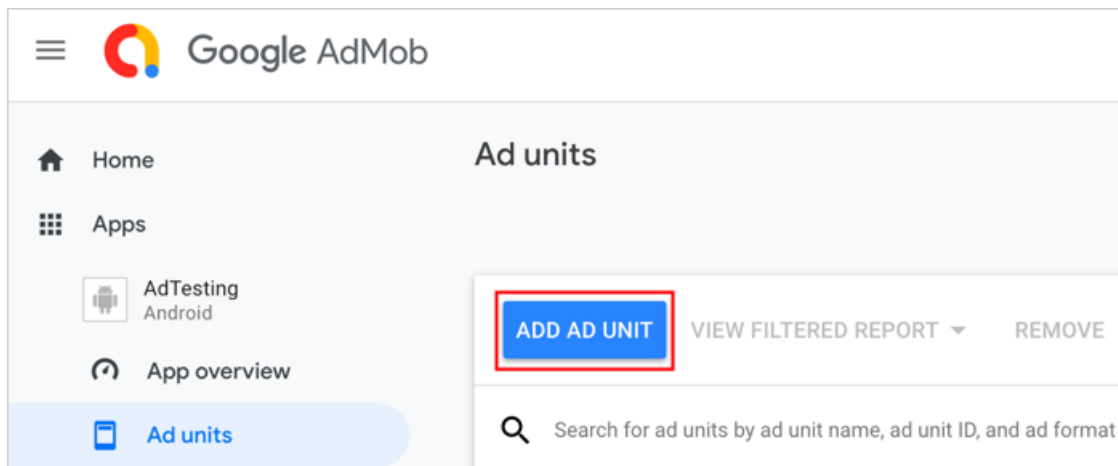 Google AdMob
Home
Apps
AdTesting
Android
App overview
Ad units
Ad units
ADD AD UNIT
VIEW FILTERED REPORT
REMOVE
Search for ad units by ad unit name, ad unit ID, and ad format